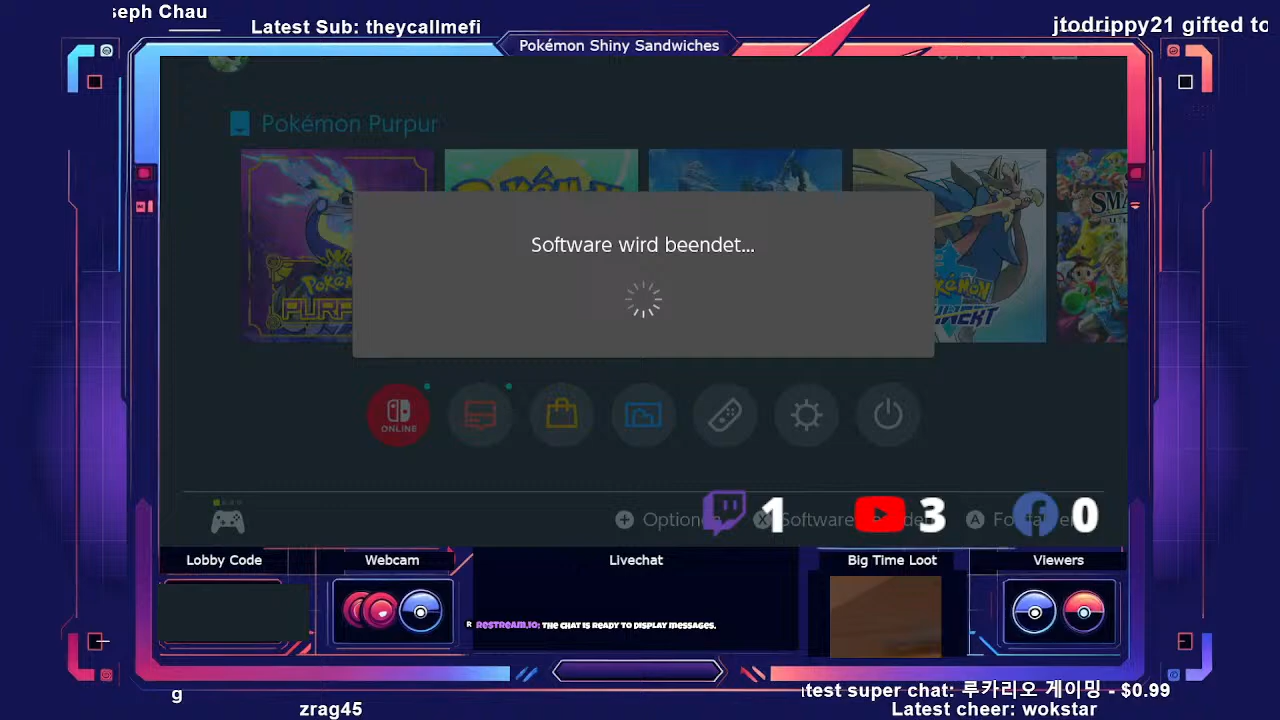 seph Chau
Latest Sub: theycallmefi
jtodrippy21 gifted to
Pokémon Shiny Sandwiches
Pokémon Purpur
Software wird beendet...
ONLINE
Optionen
Software
1
3
0
Lobby Code
Webcam
Livechat
Big Time Loot
Viewers
R RESTREAM.IO: THE CHAT IS READY TO DISPLAY MESSAGES.
g
zrag45
test super chat: 루카리오 게이밍 - $0.99
Latest cheer: wokstar